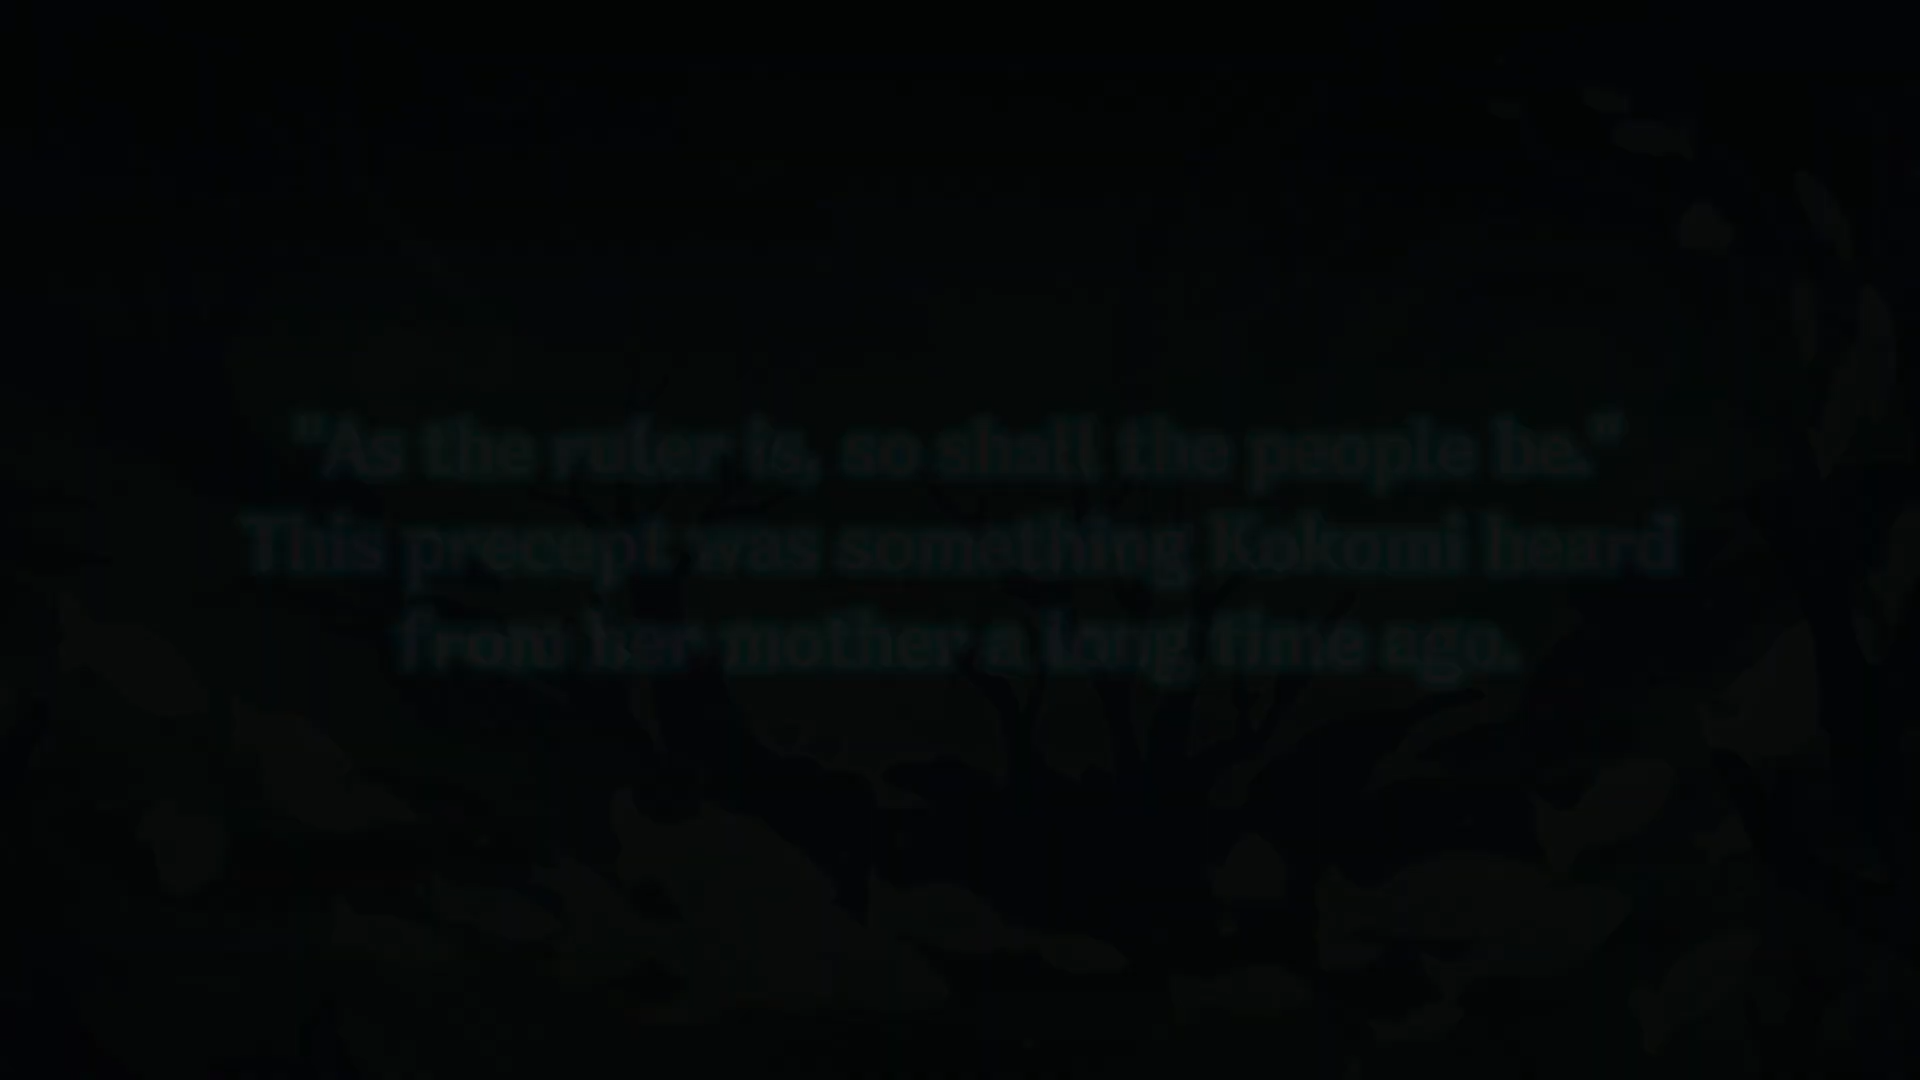 "As the ruler is, so shall the people be."
This precept was something Kokomi heard
from her mother a long time ago.